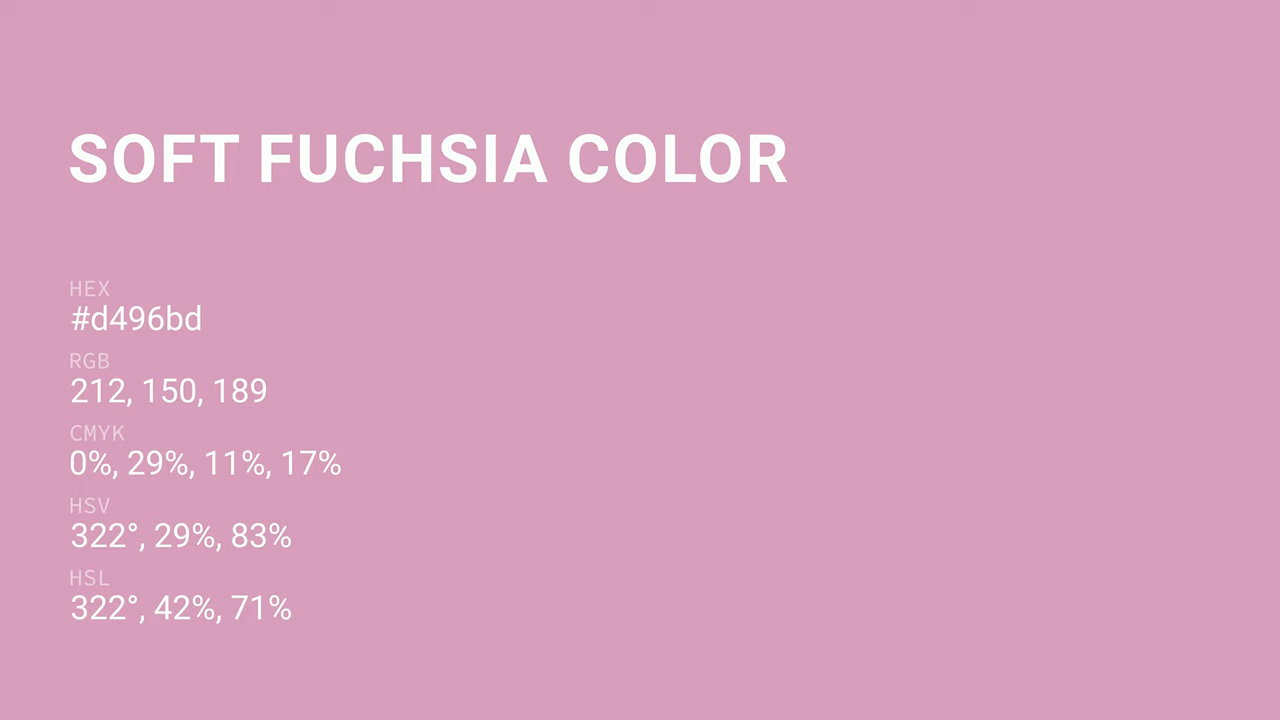 SOFT FUCHSIA COLOR
HEX
#d496bd
RGB
212, 150, 189
CMYK
0%, 29%, 11%, 17%
HSV
322°, 29%, 83%
HSL
322°, 42%, 71%